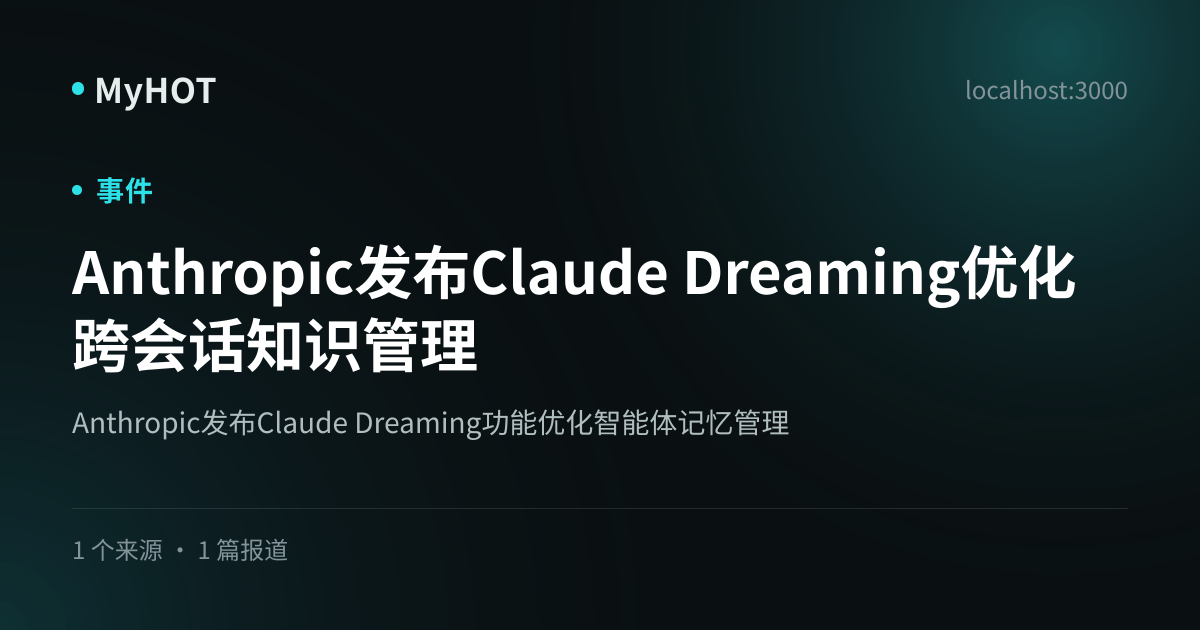 MyHOT
localhost:3000
事件
Anthropic发布Claude Dreaming优化
跨会话知识管理
Anthropic发布Claude Dreaming功能优化智能体记忆管理
1 个来源 · 1 篇报道